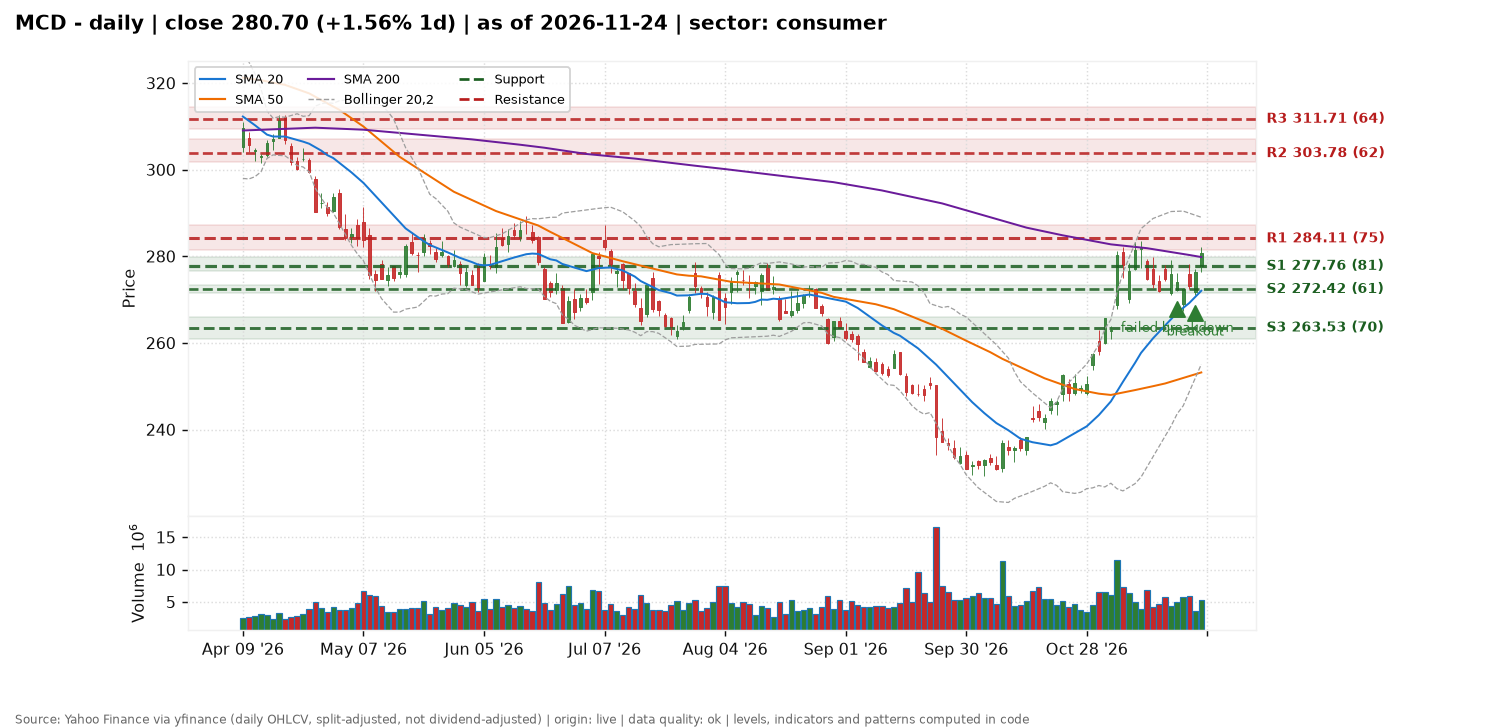 MCD - daily | close 280.70 (+1.56% 1d) | as of 2026-11-24 | sector: consumer
SMA 20
SMA 50
SMA 200
Bollinger 20,2
Support
Resistance
Price
320
300
280
260
240
R3 311.71 (64)
R2 303.78 (62)
R1 284.11 (75)
S1 277.76 (81)
S2 272.42 (61)
S3 263.53 (70)
failed breakdown
breakout
Volume 10⁶
15
10
5
Apr 09 '26
May 07 '26
Jun 05 '26
Jul 07 '26
Aug 04 '26
Sep 01 '26
Sep 30 '26
Oct 28 '26
Source: Yahoo Finance via yfinance (daily OHLCV, split-adjusted, not dividend-adjusted) | origin: live | data quality: ok | levels, indicators and patterns computed in code